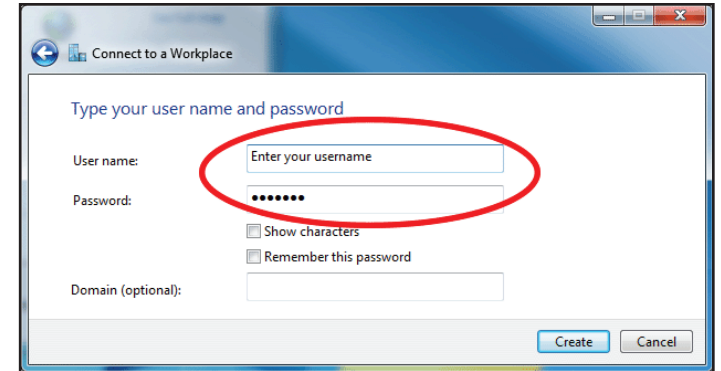 Connect to a Workplace
Type your user name and password
User name:
Enter your username
Password:
•••••••
Show characters
Remember this password
Domain (optional):
Create
Cancel